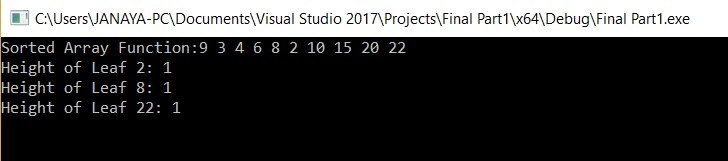 C:\Users\JANAYA-PC\Documents\Visual Studio 2017\Projects\Final Part1\x64\Debug\Final Part1.exe
Sorted Array Function:9 3 4 6 8 2 10 15 20 22
Height of Leaf 2: 1
Height of Leaf 8: 1
Height of Leaf 22: 1